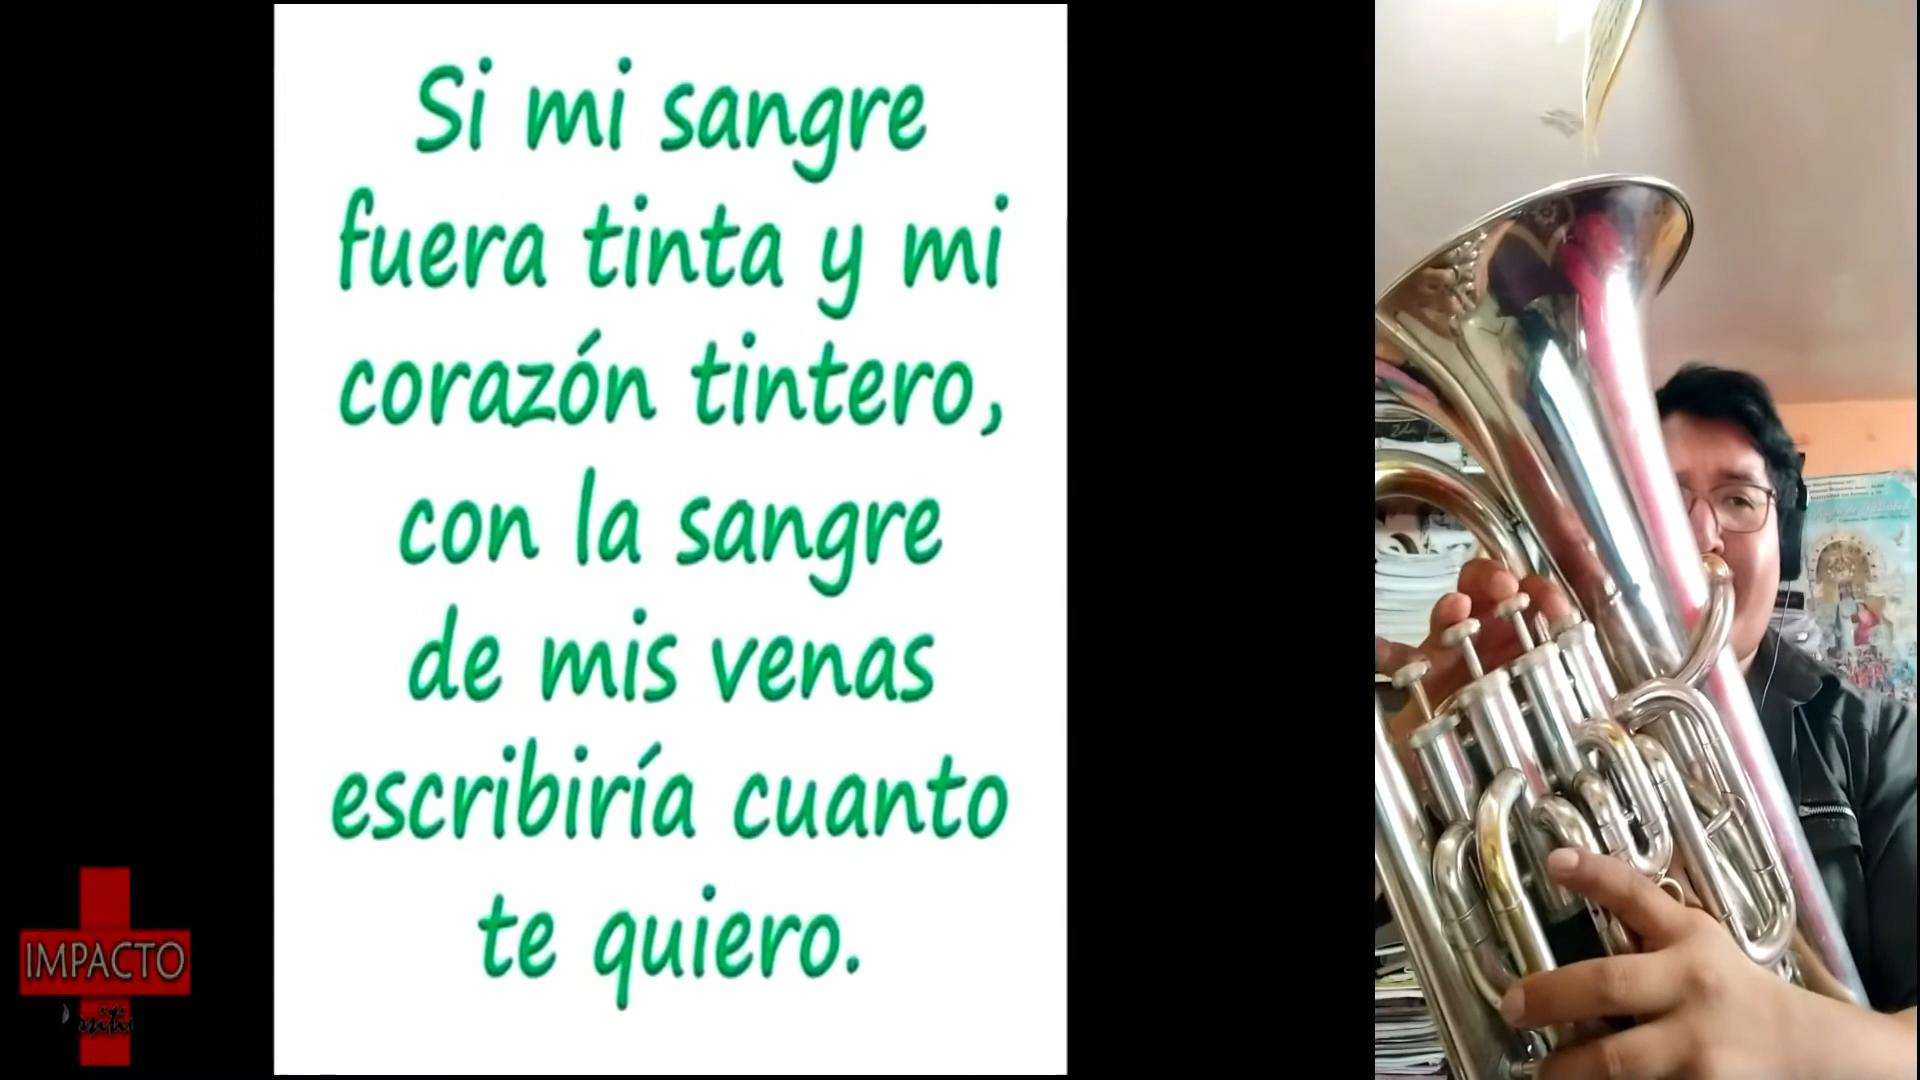 Si mi sangre
fuera tinta y mi
corazón tintero,
con la sangre
de mis venas
escribiría cuanto
te quiero.
IMPACTO